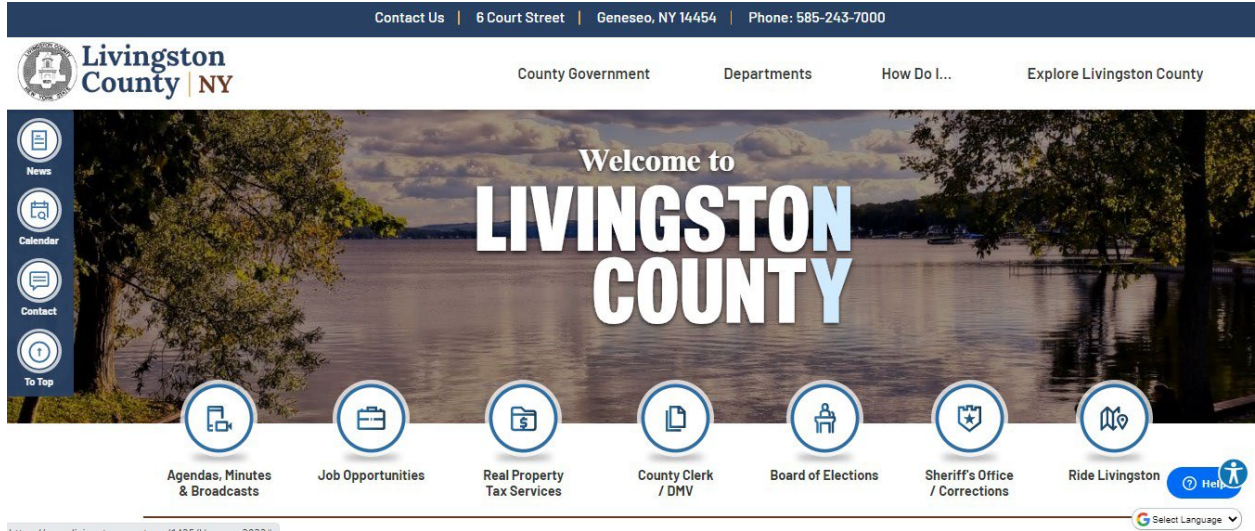 Contact Us | 6 Court Street | Geneseo, NY 14454 | Phone: 585-243-7000
Livingston
County | NY
County Government
Departments
How Do I...
Explore Livingston County
News
Calendar
Contact
To Top
Welcome to
LIVINGSTON
COUNTY
Agendas, Minutes
& Broadcasts
Job Opportunities
Real Property
Tax Services
County Clerk
/ DMV
Board of Elections
Sheriff's Office
/ Corrections
Ride Livingston
Help
Select Language